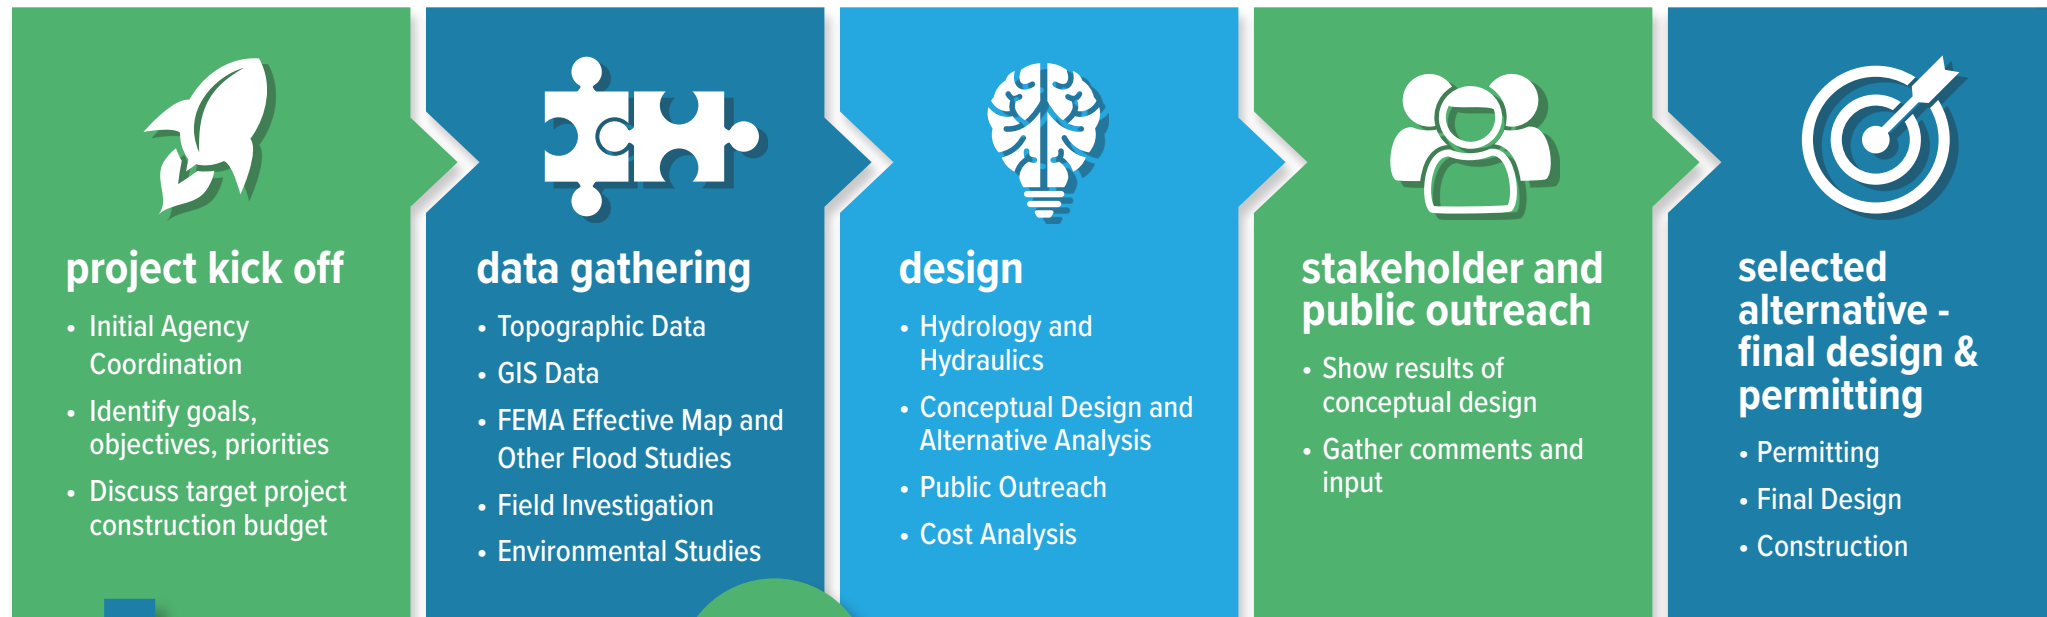 project kick off
• Initial Agency
Coordination
• Identify goals,
objectives, priorities
• Discuss target project
construction budget
data gathering
• Topographic Data
• GIS Data
• FEMA Effective Map and
Other Flood Studies
• Field Investigation
• Environmental Studies
design
• Hydrology and
Hydraulics
• Conceptual Design and
Alternative Analysis
• Public Outreach
• Cost Analysis
stakeholder and
public outreach
• Show results of
conceptual design
• Gather comments and
input
selected
alternative -
final design &
permitting
• Permitting
• Final Design
• Construction